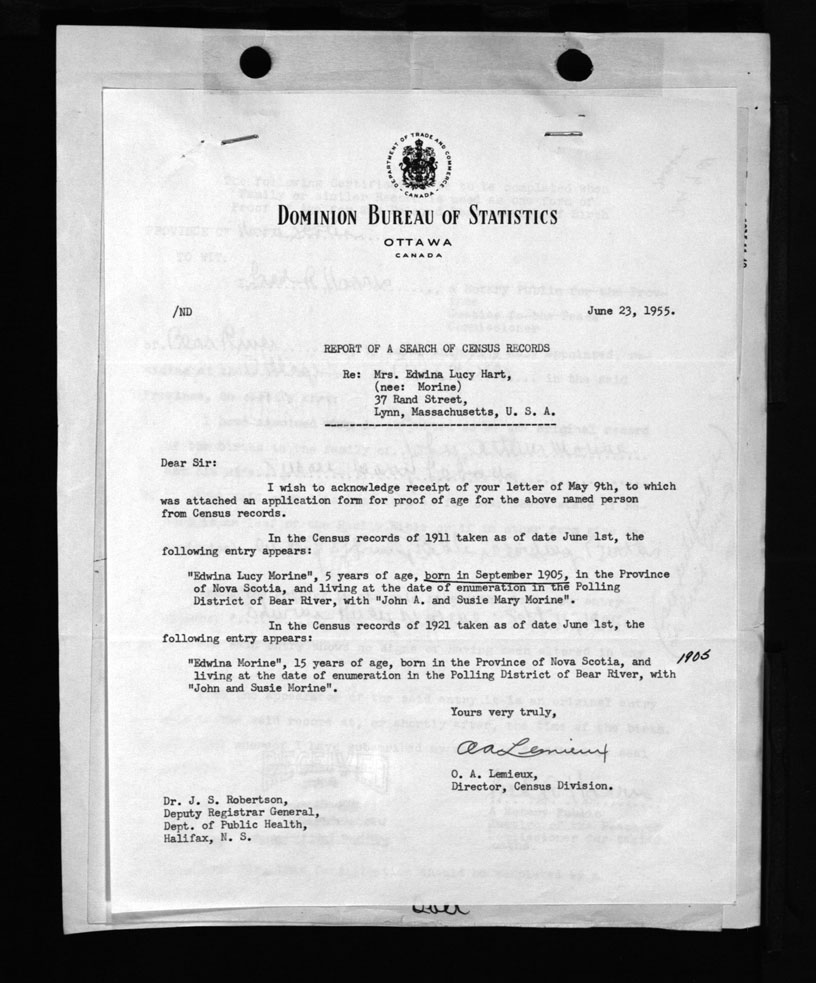 DEPARTMENT OF TRADE AND COMMERCE
CANADA
DOMINION BUREAU OF STATISTICS
OTTAWA
CANADA
/ND
June 23, 1955.
REPORT OF A SEARCH OF CENSUS RECORDS
Re: Mrs. Edwina Lucy Hart,
(nee: Morine)
37 Rand Street,
Lynn, Massachusetts, U. S. A.
Dear Sir:
I wish to acknowledge receipt of your letter of May 9th, to which
was attached an application form for proof of age for the above named person
from Census records.
In the Census records of 1911 taken as of date June 1st, the
following entry appears:
"Edwina Lucy Morine", 5 years of age, born in September 1905, in the Province
of Nova Scotia, and living at the date of enumeration in the Polling
District of Bear River, with "John A. and Susie Mary Morine".
In the Census records of 1921 taken as of date June 1st, the
following entry appears:
"Edwina Morine", 15 years of age, born in the Province of Nova Scotia, and 1905
living at the date of enumeration in the Polling District of Bear River, with
"John and Susie Morine".
Yours very truly,
OA Lemieux
O. A. Lemieux,
Director, Census Division.
Dr. J. S. Robertson,
Deputy Registrar General,
Dept. of Public Health,
Halifax, N. S.